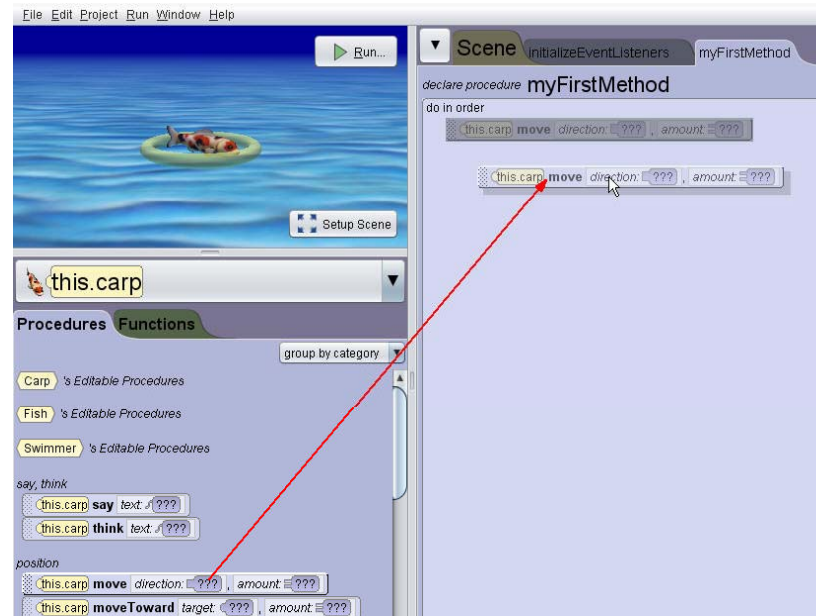 File Edit Project Run Window Help
Run...
Setup Scene
this.carp
Procedures Functions
group by category
Carp 's Editable Procedures
Fish 's Editable Procedures
Swimmer 's Editable Procedures
say, think
this.carp say text: ???
this.carp think text: ???
position
this.carp move direction: ??? , amount: ???
this.carp moveToward target: ??? , amount: ???
Scene initializeEventListeners myFirstMethod
declare procedure myFirstMethod
do in order
this.carp move direction: ??? , amount: ???
this.carp move direction: ??? , amount: ???